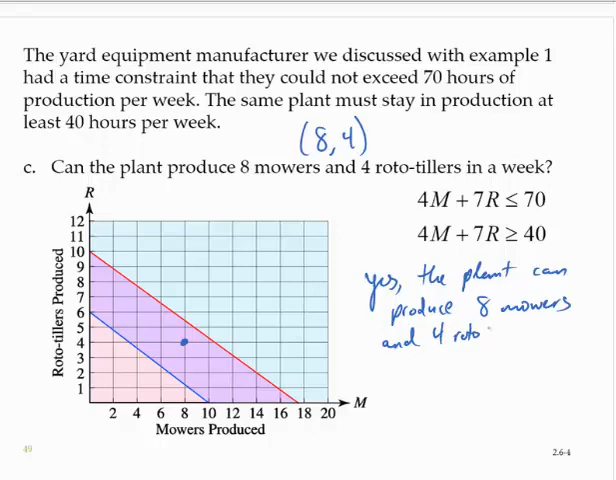 The yard equipment manufacturer we discussed with example 1
had a time constraint that they could not exceed 70 hours of
production per week. The same plant must stay in production at
least 40 hours per week.
(8,4)
c. Can the plant produce 8 mowers and 4 roto-tillers in a week?
4M + 7R ≤ 70
4M + 7R ≥ 40
yes, the plant can
produce 8 mowers
and 4 roto
R
12
11
10
9
8
7
6
5
4
3
2
1
Roto-tillers Produced
2 4 6 8 10 12 14 16 18 20 M
Mowers Produced
49
2.6-4